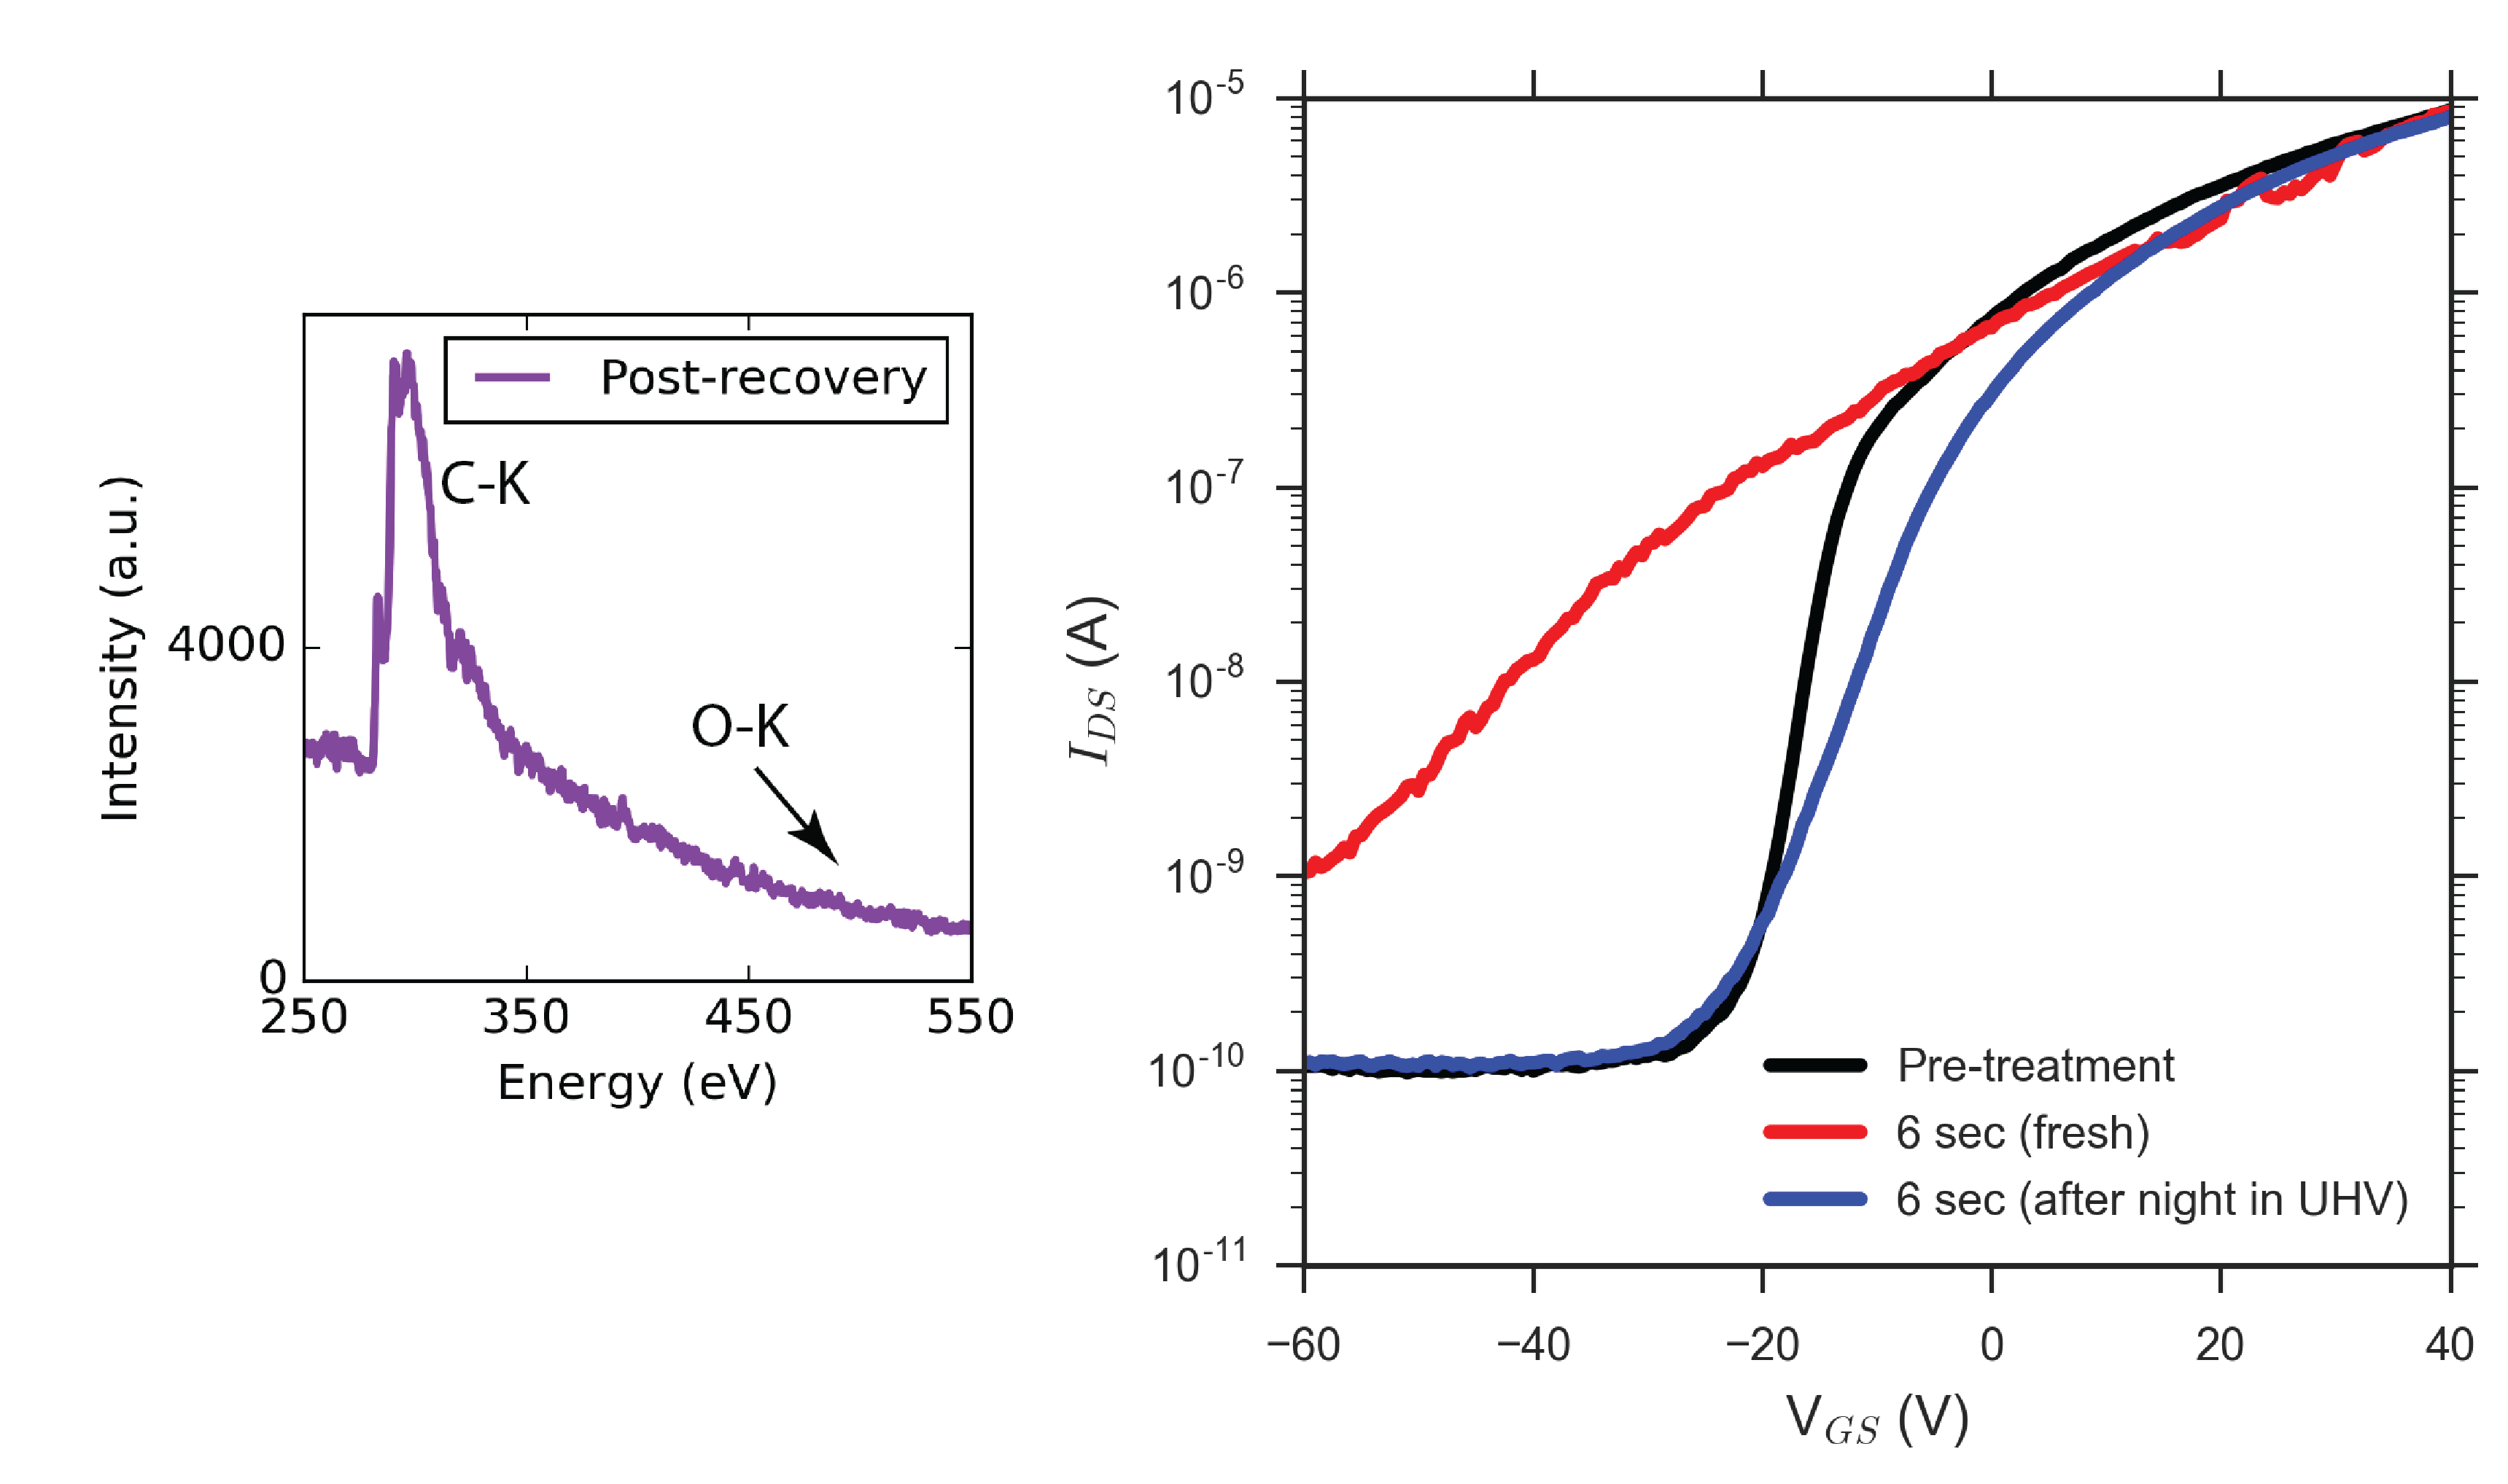 Post-recovery
C-K
O-K
4000
0
250 350 450 550
Energy (eV)
Intensity (a.u.)
10⁻⁵
10⁻⁶
10⁻⁷
10⁻⁸
10⁻⁹
10⁻¹⁰
10⁻¹¹
I_DS (A)
Pre-treatment
6 sec (fresh)
6 sec (after night in UHV)
−60 −40 −20 0 20 40
V_GS (V)